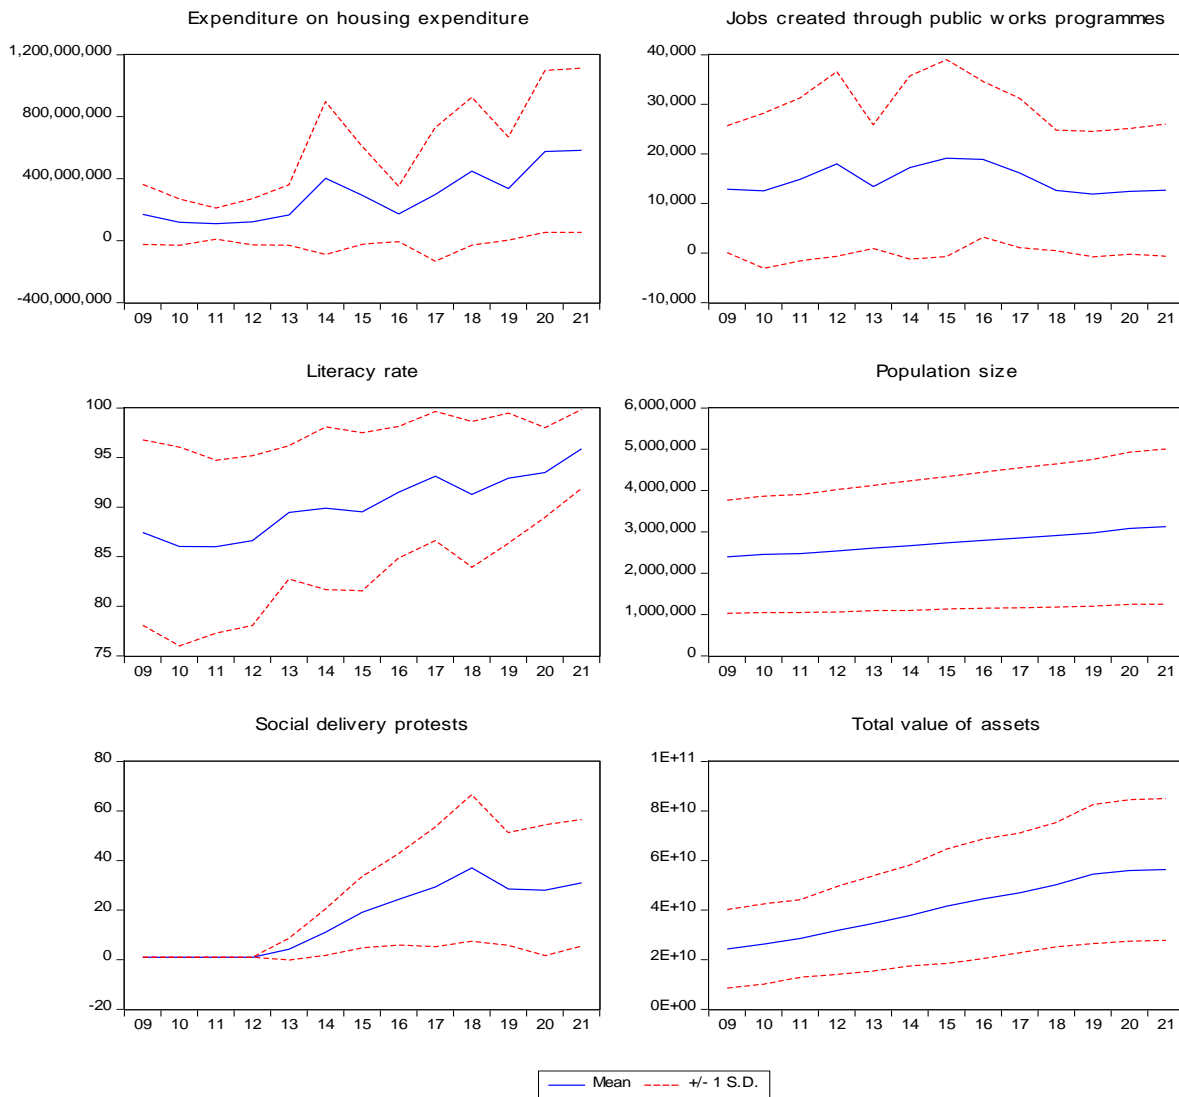 Expenditure on housing expenditure
1,200,000,000
800,000,000
400,000,000
0
-400,000,000
09 10 11 12 13 14 15 16 17 18 19 20 21
Jobs created through public works programmes
40,000
30,000
20,000
10,000
0
-10,000
09 10 11 12 13 14 15 16 17 18 19 20 21
Literacy rate
100
95
90
85
80
75
09 10 11 12 13 14 15 16 17 18 19 20 21
Population size
6,000,000
5,000,000
4,000,000
3,000,000
2,000,000
1,000,000
0
09 10 11 12 13 14 15 16 17 18 19 20 21
Social delivery protests
80
60
40
20
0
-20
09 10 11 12 13 14 15 16 17 18 19 20 21
Total value of assets
1E+11
8E+10
6E+10
4E+10
2E+10
0E+00
09 10 11 12 13 14 15 16 17 18 19 20 21
Mean +/- 1 S.D.